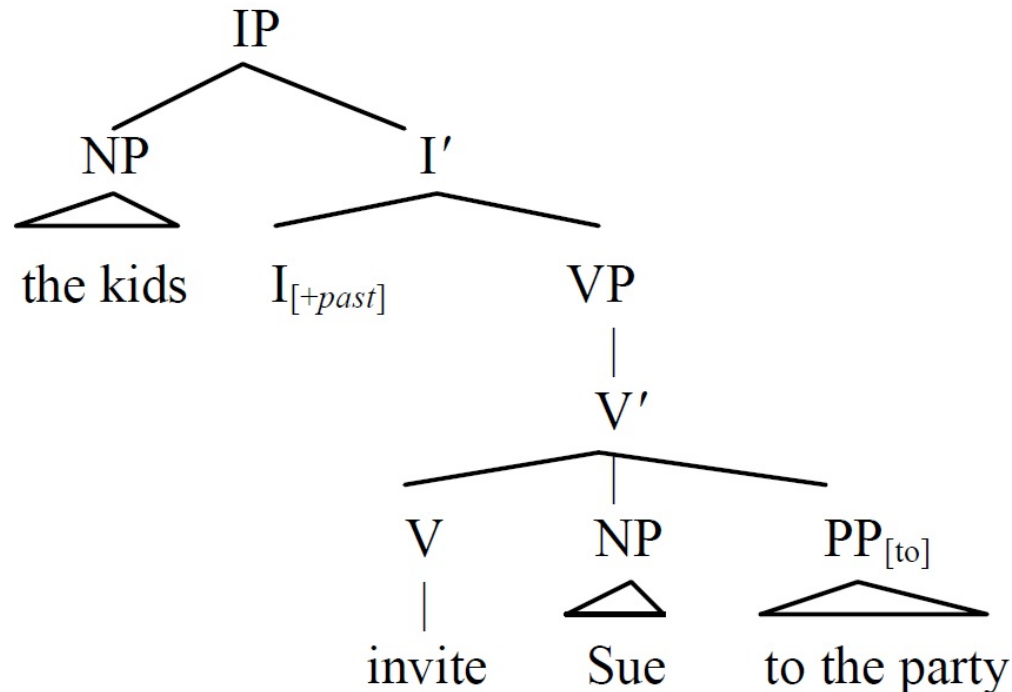 IP
NP I′
the kids I[+past] VP
V′
V NP PP[to]
invite Sue to the party